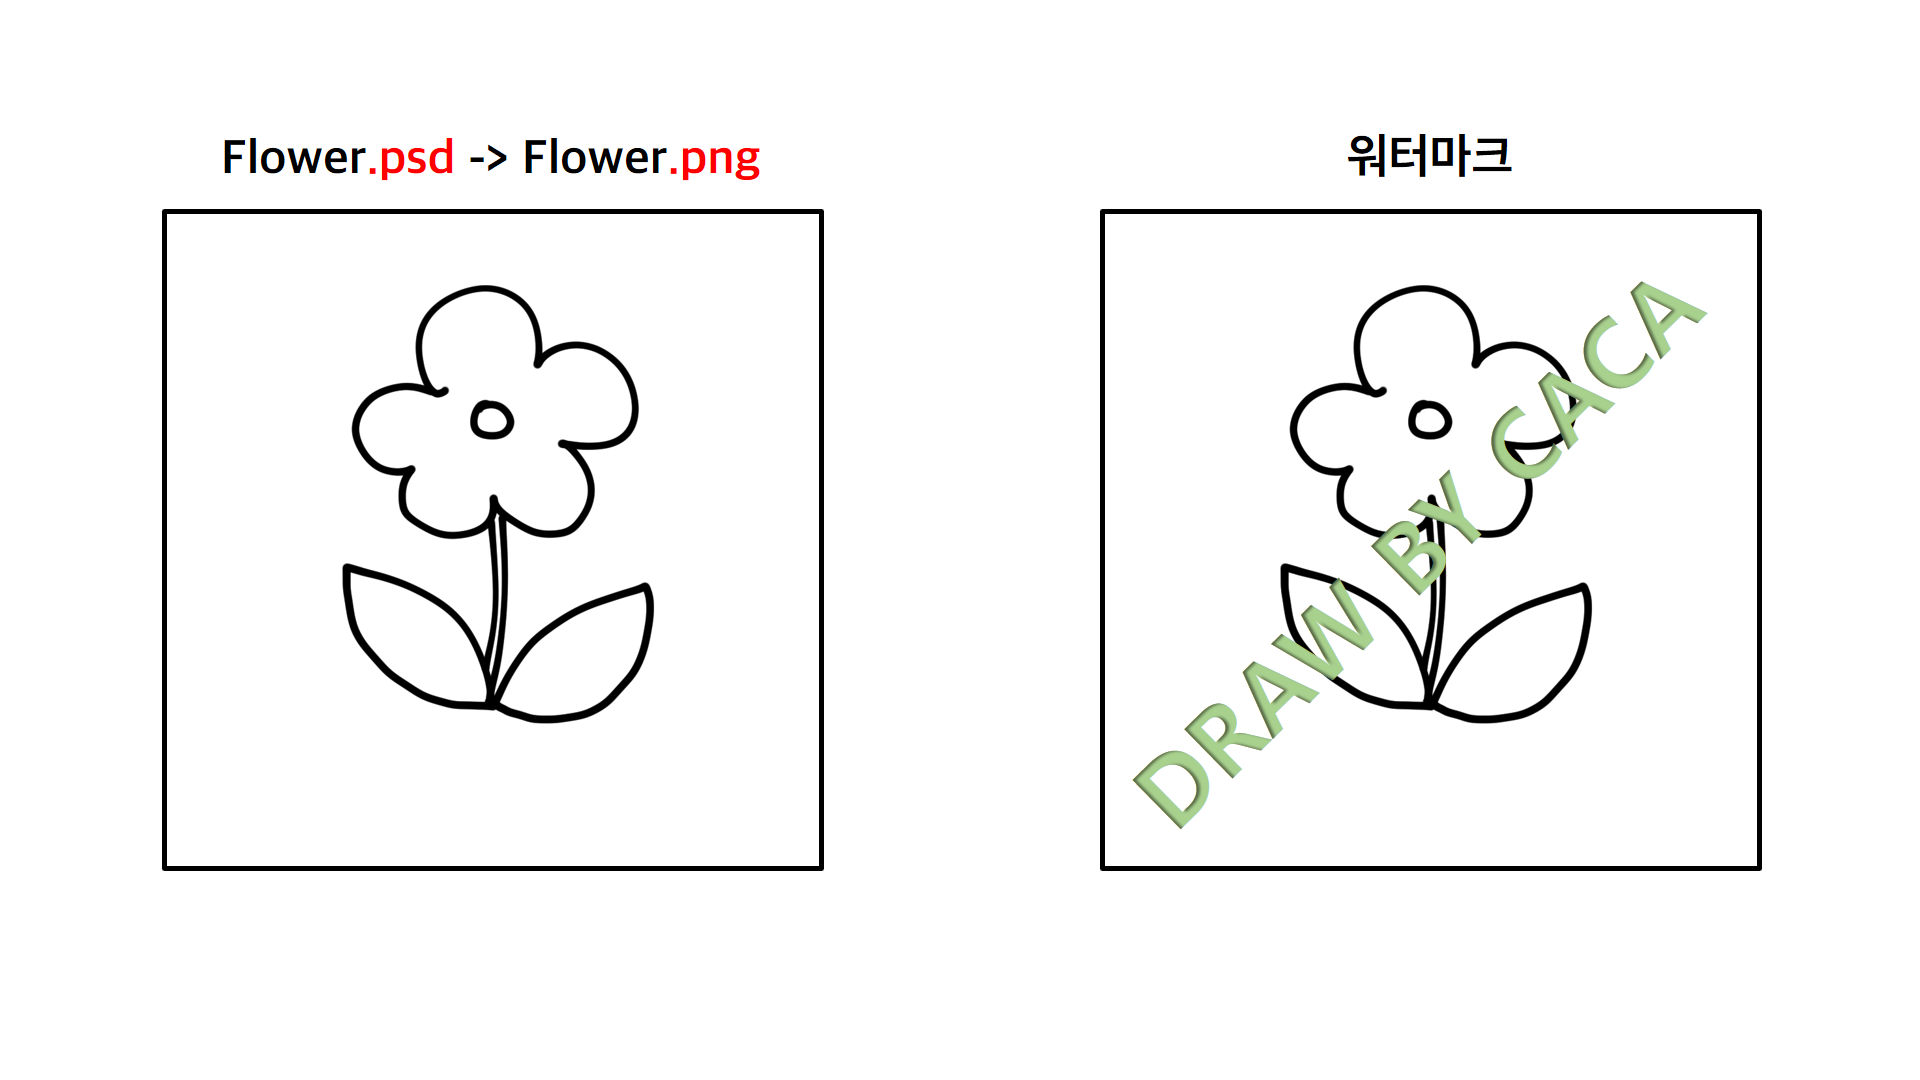 Flower.psd -> Flower.png
워터마크
DRAW BY CACA